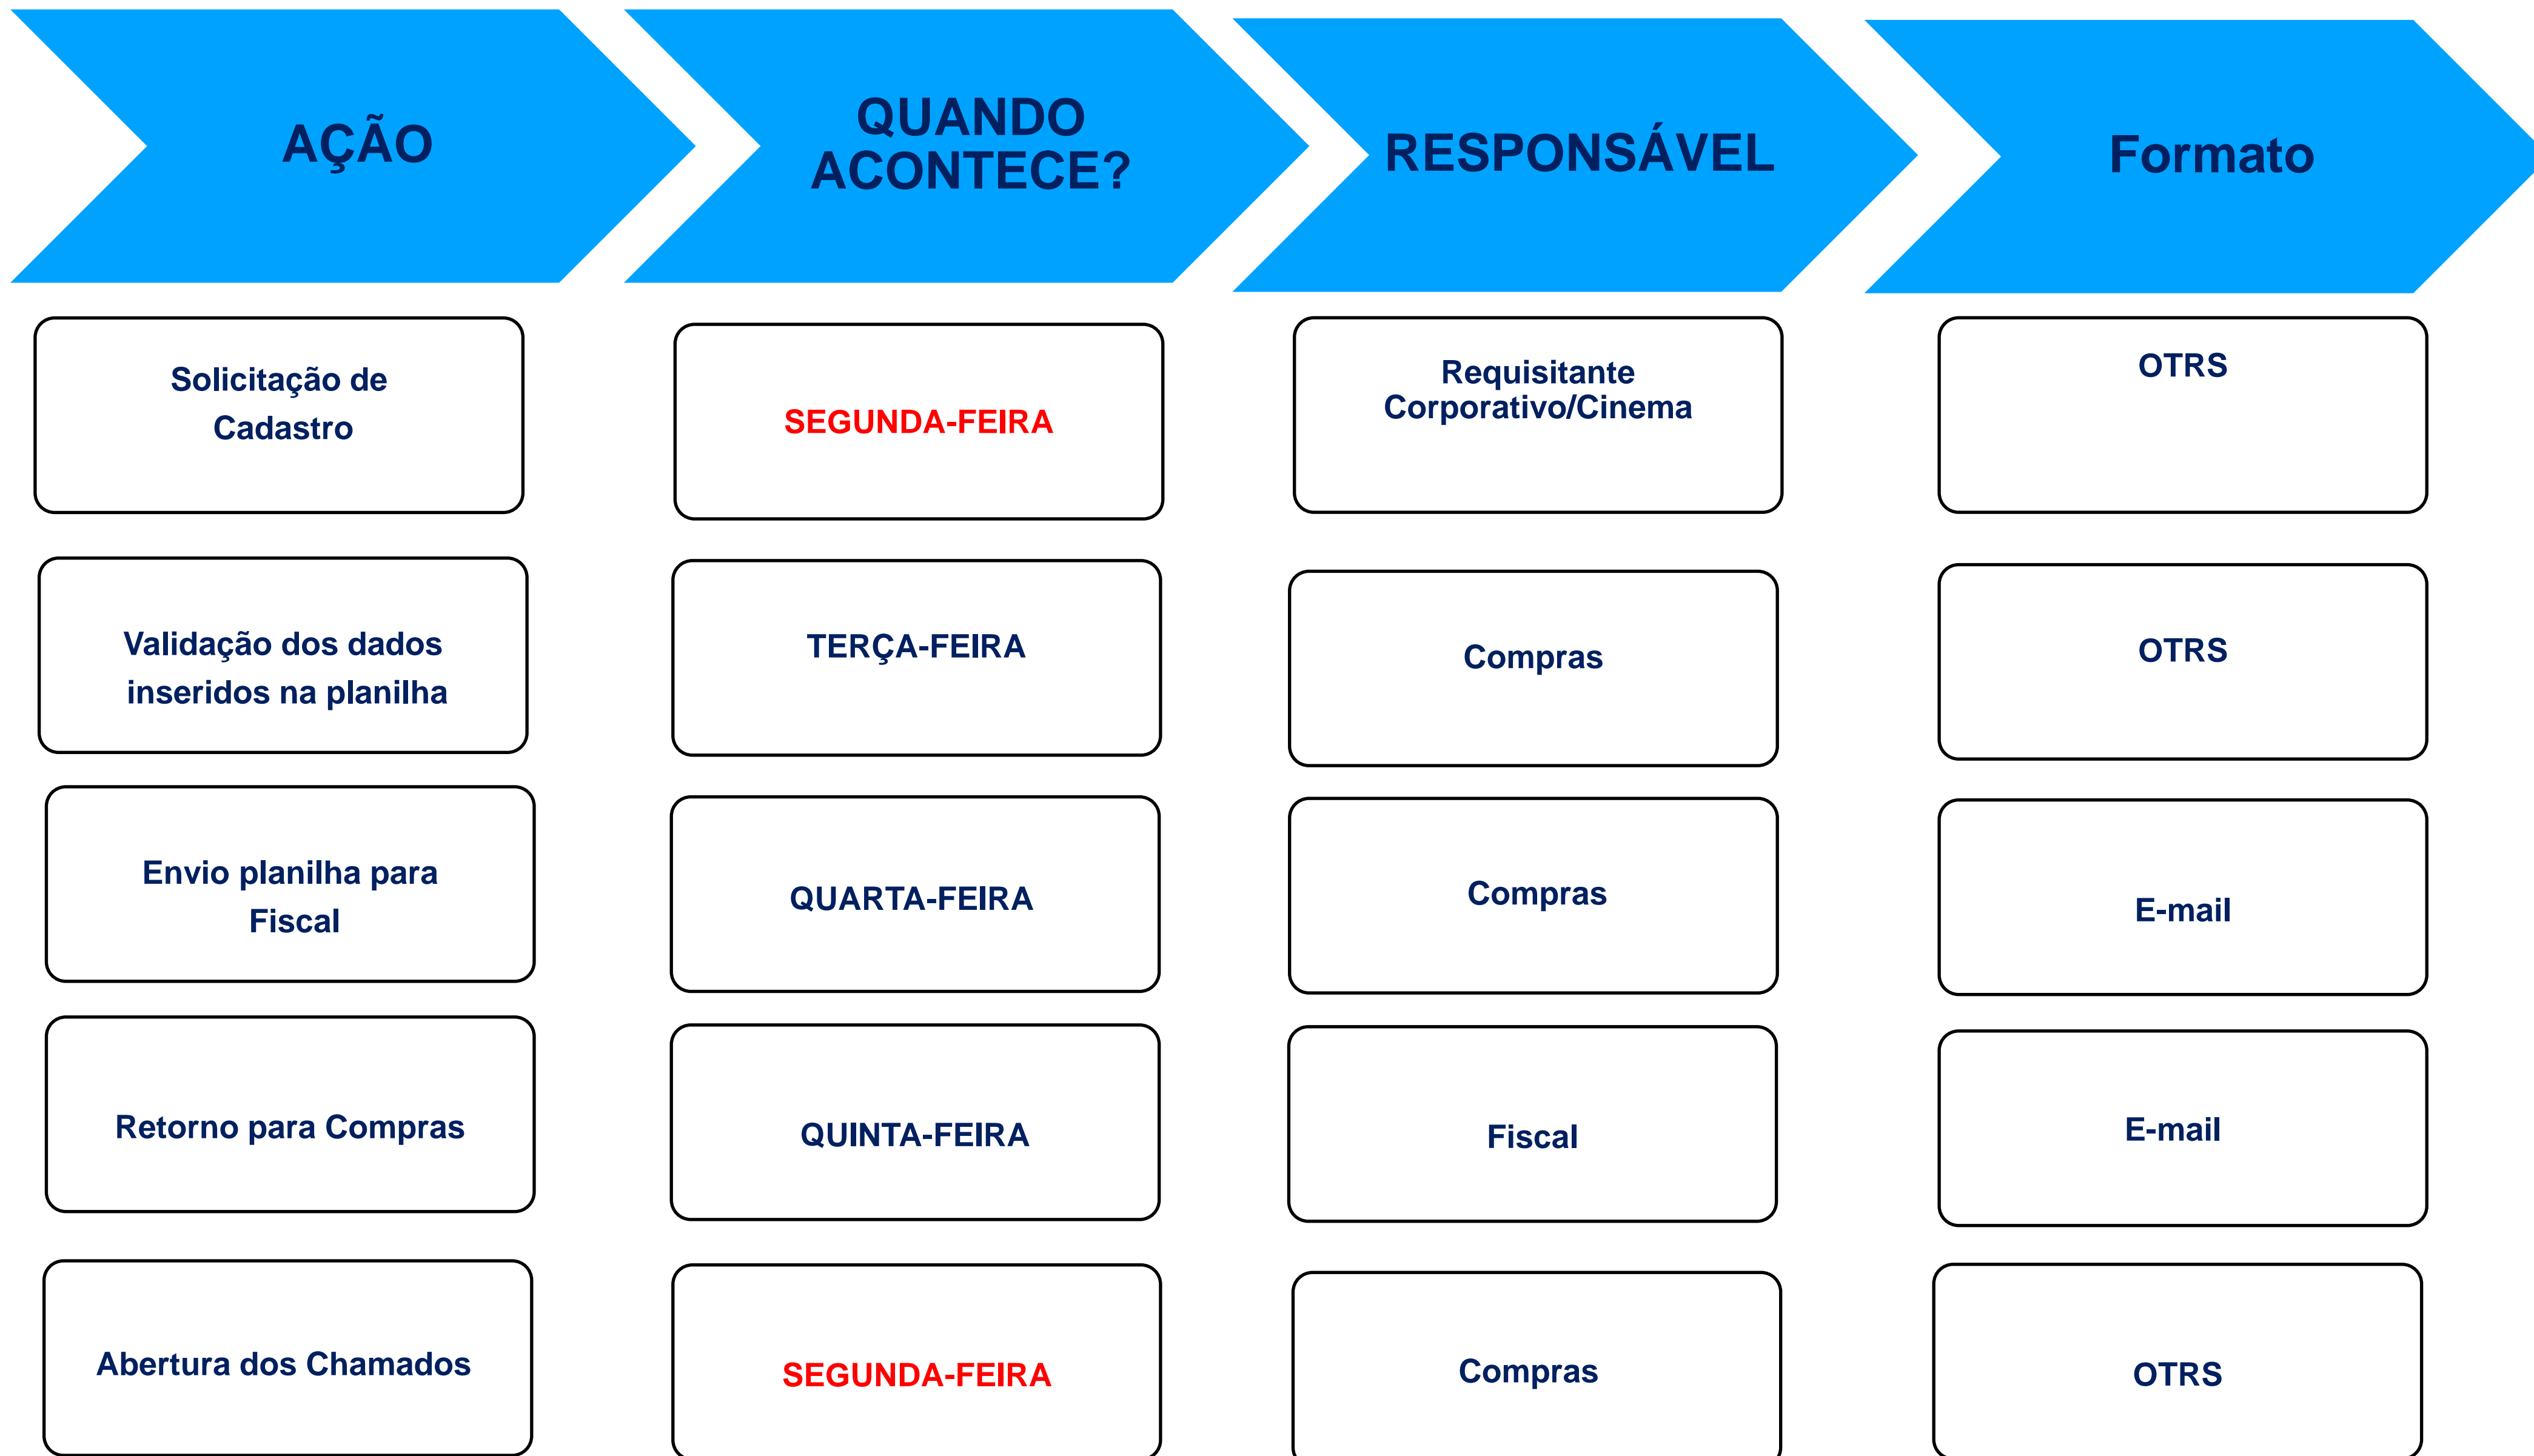 AÇÃO
QUANDO
ACONTECE?
RESPONSÁVEL
Formato
Solicitação de
Cadastro
SEGUNDA-FEIRA
Requisitante
Corporativo/Cinema
OTRS
Validação dos dados
inseridos na planilha
TERÇA-FEIRA
Compras
OTRS
Envio planilha para
Fiscal
QUARTA-FEIRA
Compras
E-mail
Retorno para Compras
QUINTA-FEIRA
Fiscal
E-mail
Abertura dos Chamados
SEGUNDA-FEIRA
Compras
OTRS